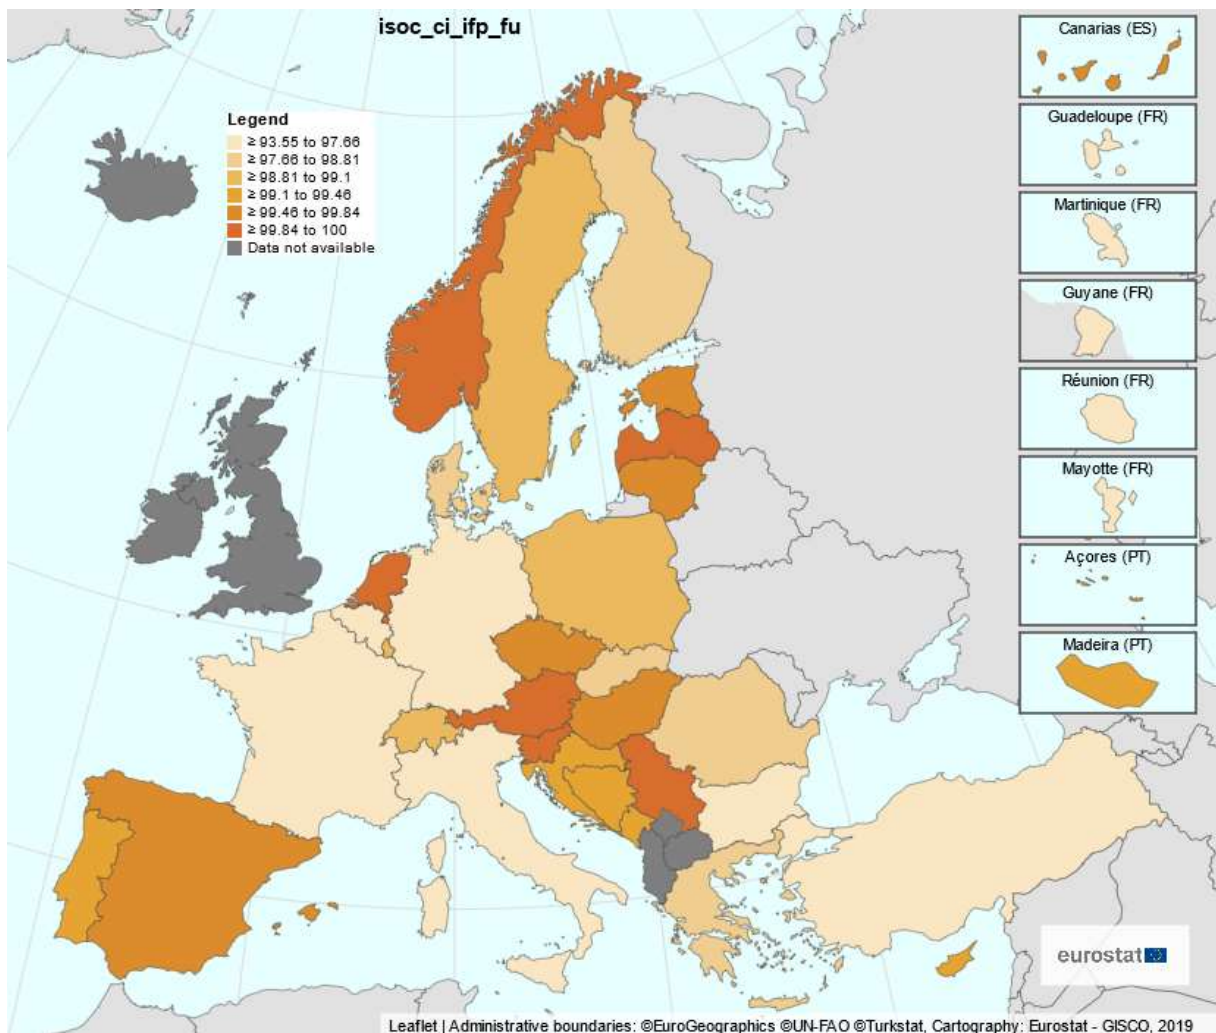 isoc_ci_ifp_fu
Legend
≥ 93.55 to 97.66
≥ 97.66 to 98.81
≥ 98.81 to 99.1
≥ 99.1 to 99.46
≥ 99.46 to 99.84
≥ 99.84 to 100
Data not available
Canarias (ES)
Guadeloupe (FR)
Martinique (FR)
Guyane (FR)
Réunion (FR)
Mayotte (FR)
Açores (PT)
Madeira (PT)
eurostat
Leaflet | Administrative boundaries: ©EuroGeographics ©UN-FAO ©Turkstat, Cartography: Eurostat - GISCO, 2019